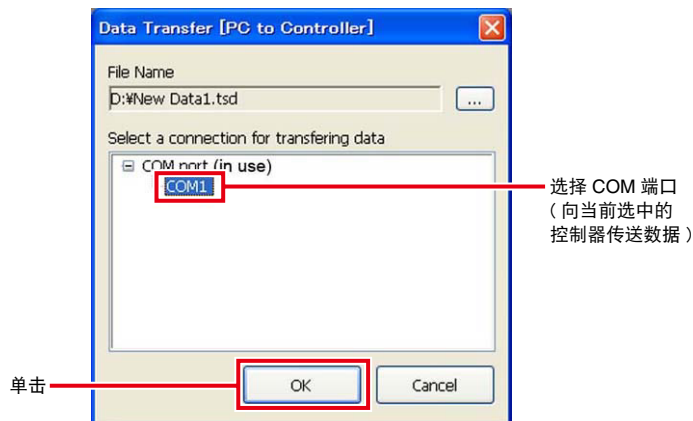 Data Transfer [PC to Controller]
File Name
D:¥New Data1.tsd
...
Select a connection for transfering data
COM port (in use)
COM1
选择 COM 端口
( 向当前选中的
控制器传送数据 )
单击
OK
Cancel